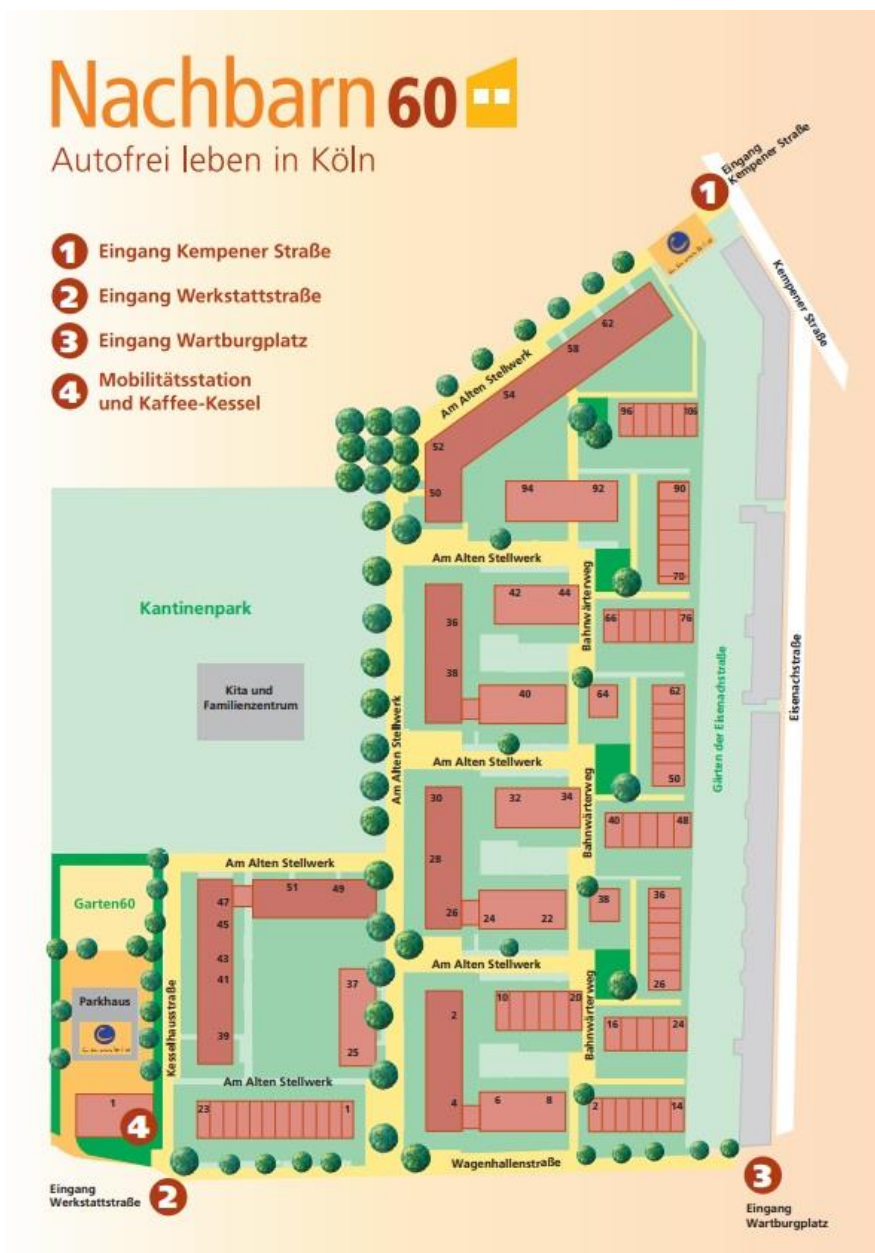 Nachbarn 60
Autofrei leben in Köln
1 Eingang Kempener Straße
2 Eingang Werkstattstraße
3 Eingang Wartburgplatz
4 Mobilitätsstation
und Kaffee-Kessel
1
Eingang
Kempener Straße
Kempener Straße
62
58
Am Alten Stellwerk
54
96
106
52
50
94
92
90
Am Alten Stellwerk
70
Kantinenpark
42
44
Bahnwärterweg
36
66
76
38
Kita und
Familienzentrum
40
64
62
Gärten der Eisenachstraße
Eisenachstraße
Am Alten Stellwerk
Am Alten Stellwerk
50
30
32
34
Bahnwärterweg
40
48
28
Am Alten Stellwerk
51
49
47
Garten60
45
26
24
22
38
36
43
41
Am Alten Stellwerk
37
Parkhaus
Kesselhausstraße
10
20
Bahnwärterweg
26
2
16
24
39
25
Am Alten Stellwerk
1
23
1
4
6
8
2
14
4
Wagenhallenstraße
Eingang
Werkstattstraße
2
3
Eingang
Wartburgplatz